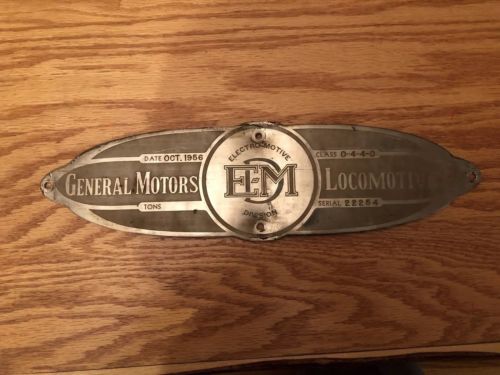 DATE OCT. 1956
GENERAL MOTORS
TONS
ELECTRO-MOTIVE
EMD
DIVISION
CLASS 0-4-4-0
LOCOMOTIVE
SERIAL 22254